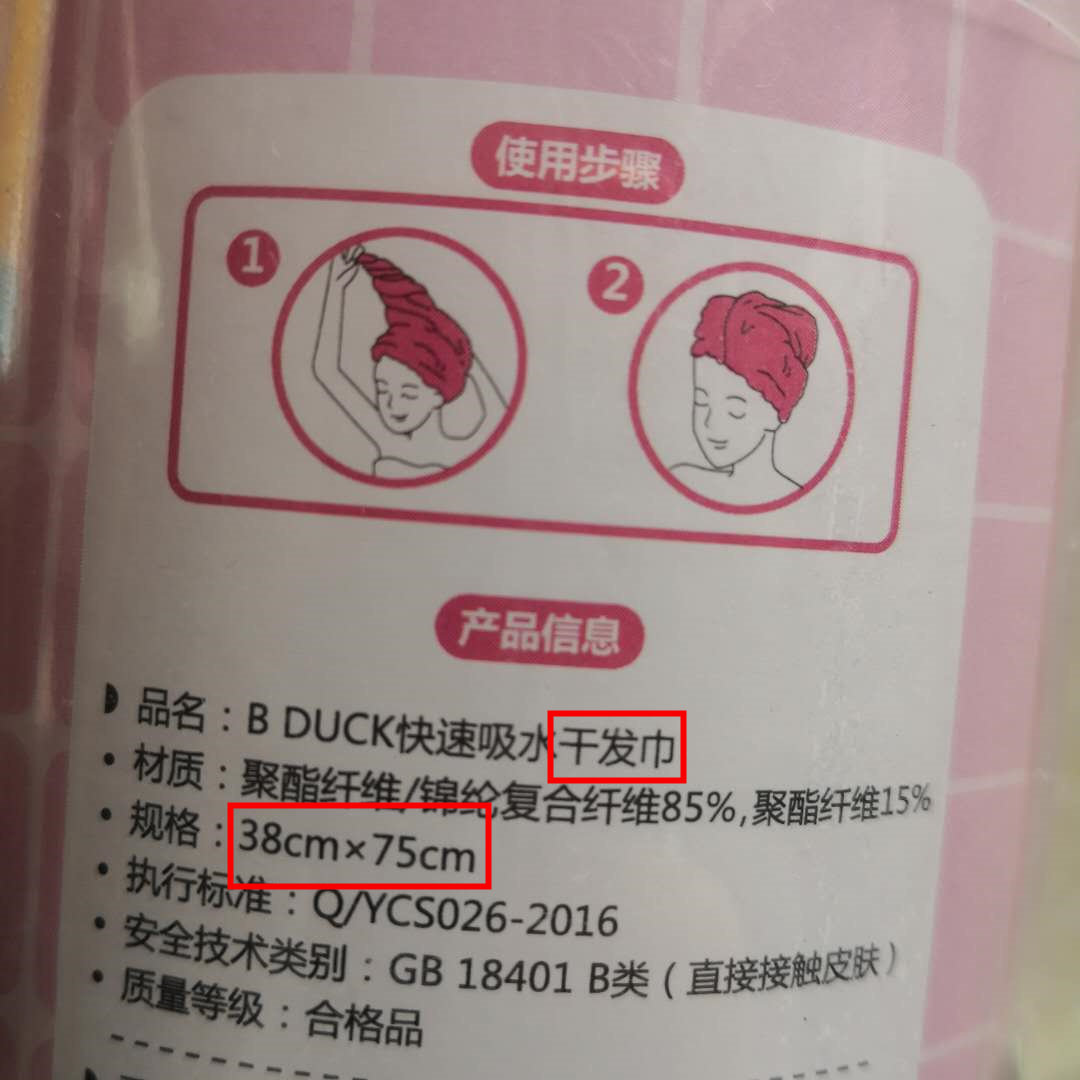 使用步骤
1
2
产品信息
品名：B DUCK快速吸水干发巾
材质：聚酯纤维/锦纶复合纤维85%,聚酯纤维15%
规格：38cm×75cm
执行标准：Q/YCS026-2016
安全技术类别：GB 18401 B类（直接接触皮肤）
质量等级：合格品